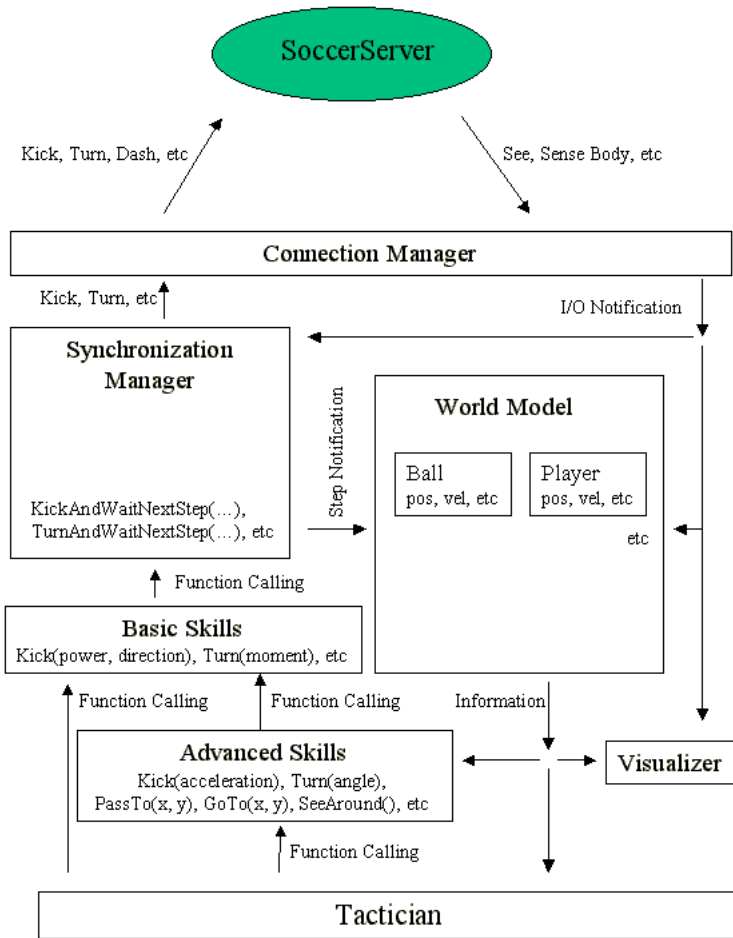 SoccerServer
Kick, Turn, Dash, etc
See, Sense Body, etc
Connection Manager
Kick, Turn, etc
I/O Notification
Synchronization
Manager
World Model
Step Notification
Ball
pos, vel, etc
Player
pos, vel, etc
KickAndWaitNextStep(…),
TurnAndWaitNextStep(…), etc
etc
Function Calling
Basic Skills
Kick(power, direction), Turn(moment), etc
Function Calling
Function Calling
Information
Advanced Skills
Kick(acceleration), Turn(angle),
PassTo(x, y), GoTo(x, y), SeeAround(), etc
Visualizer
Function Calling
Tactician